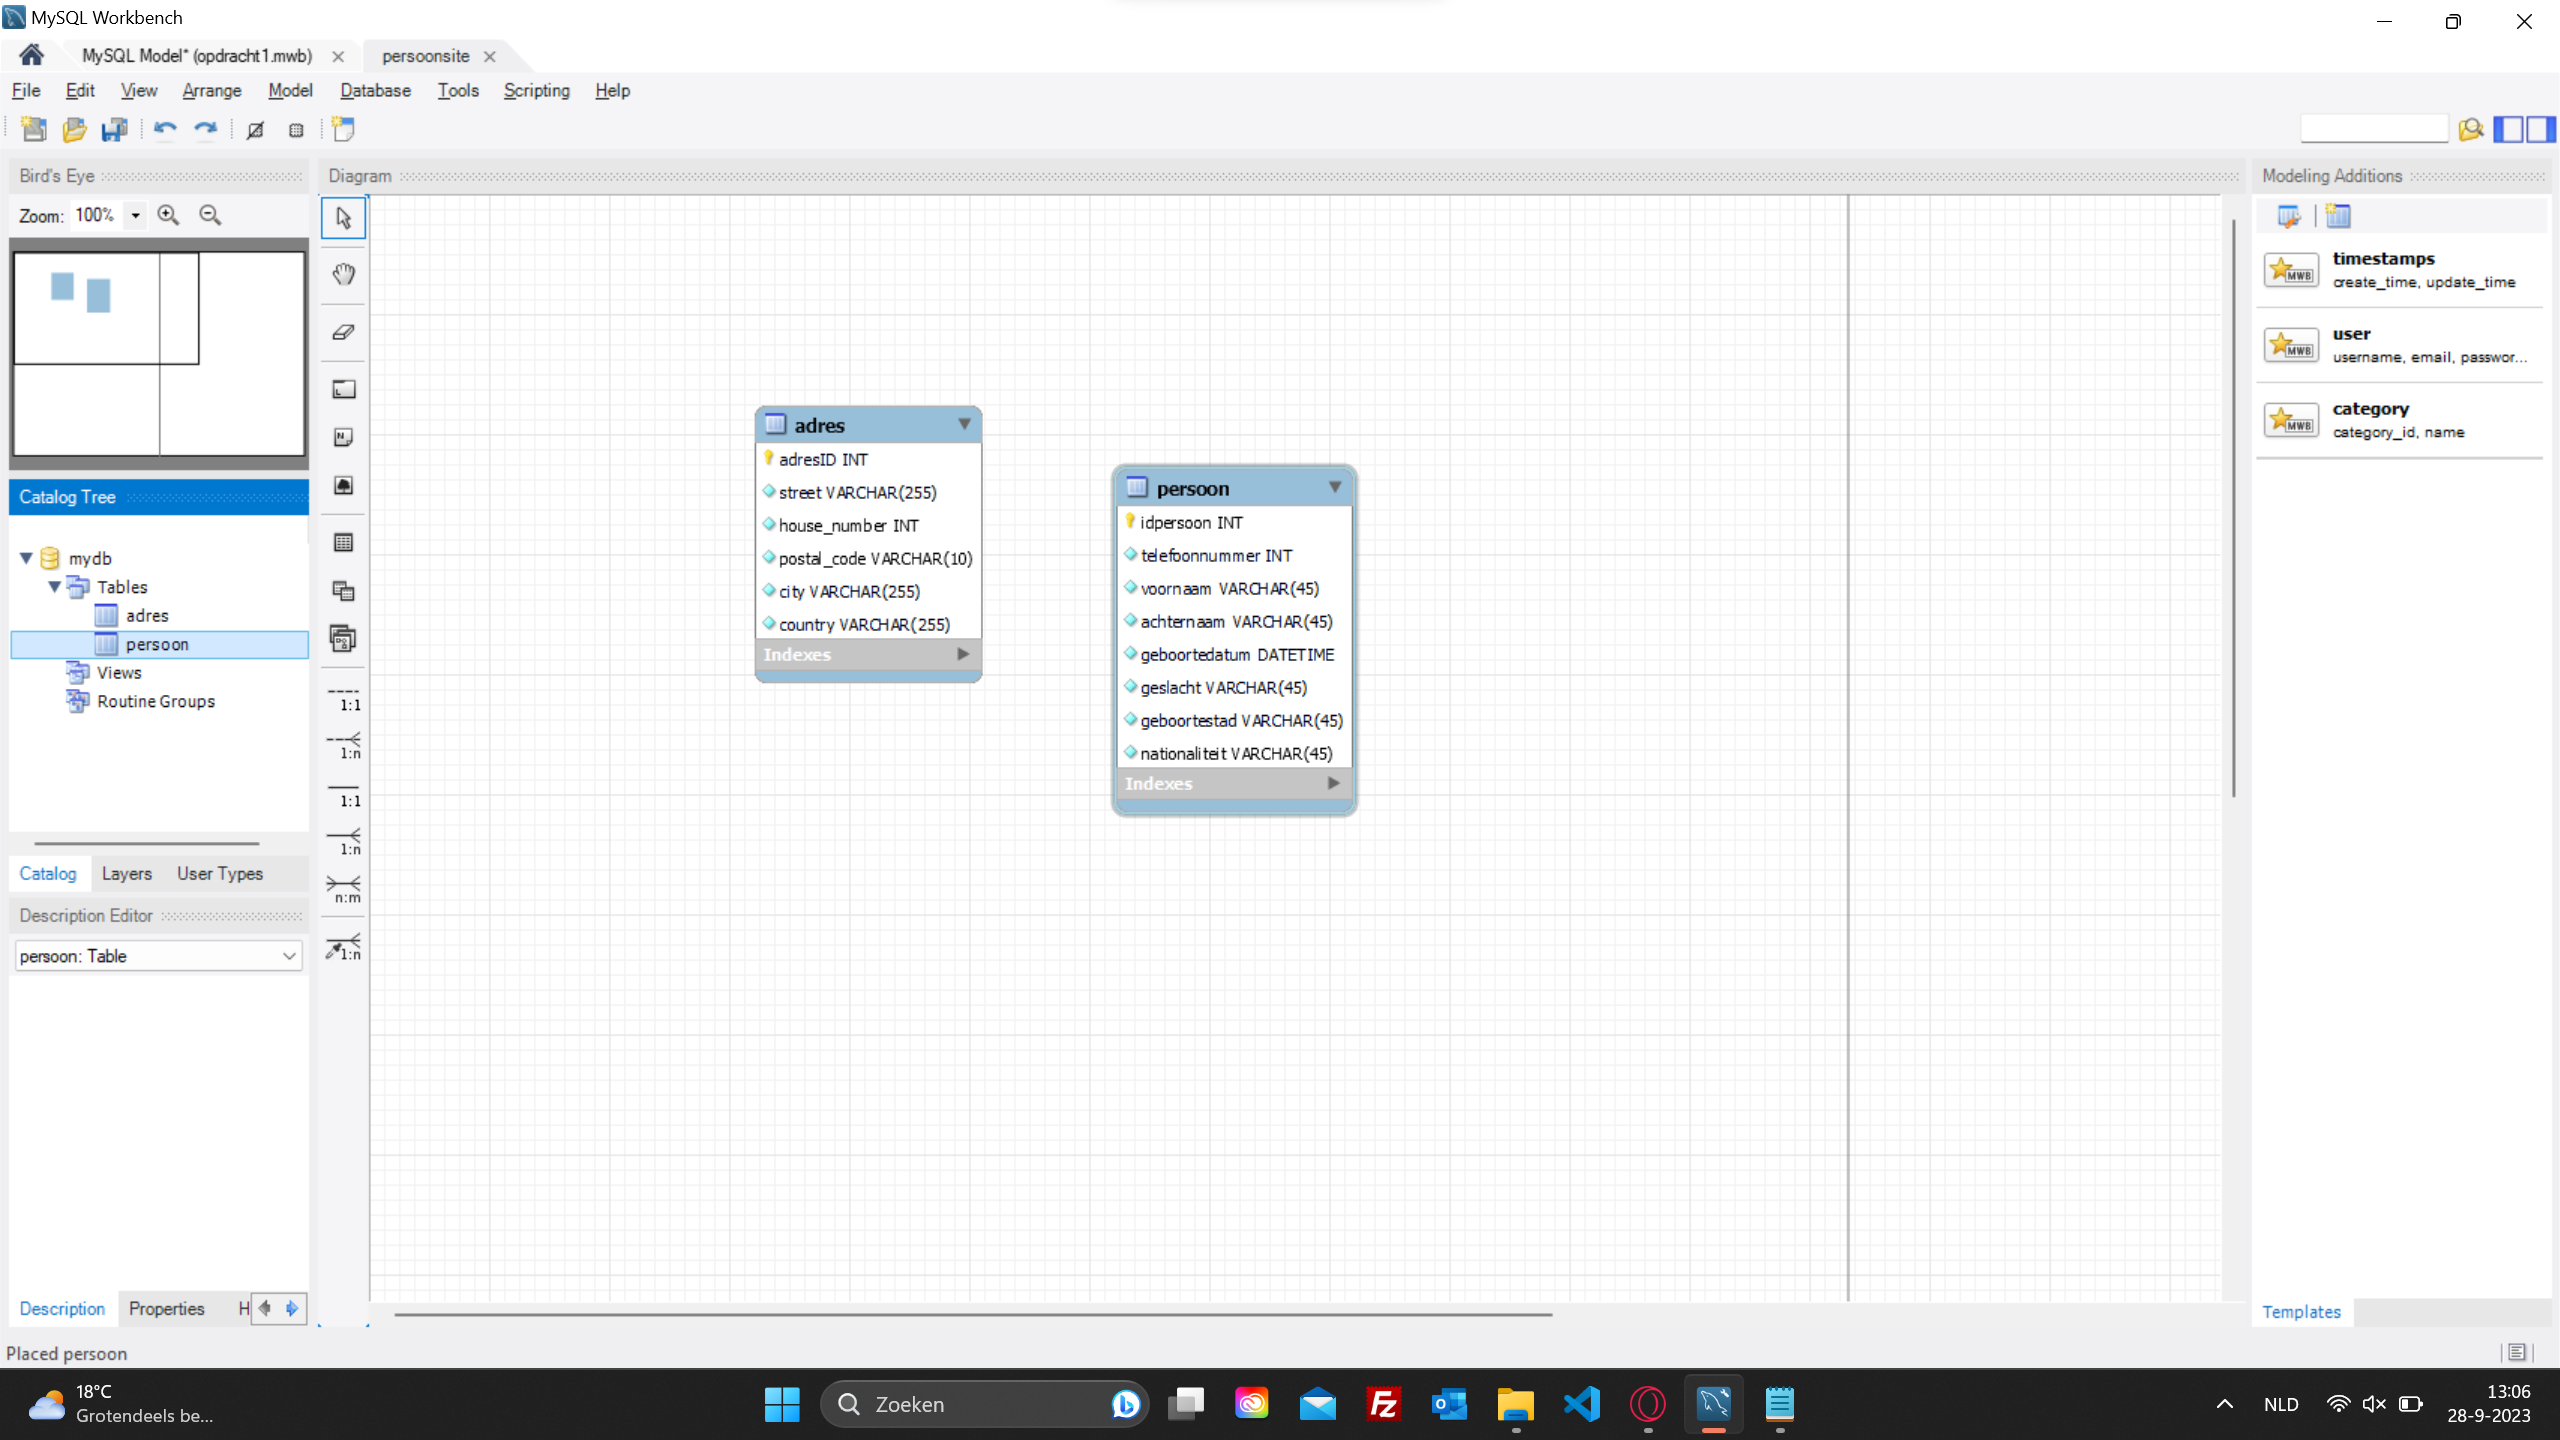 MySQL Workbench
MySQL Model* (opdracht1.mwb)
persoonsite
File Edit View Arrange Model Database Tools Scripting Help
Bird's Eye
Diagram
Modeling Additions
Zoom: 100%
timestamps
create_time, update_time
user
username, email, passwor...
category
category_id, name
Catalog Tree
mydb
Tables
adres
persoon
Views
Routine Groups
adres
adresID INT
street VARCHAR(255)
house_number INT
postal_code VARCHAR(10)
city VARCHAR(255)
country VARCHAR(255)
Indexes
persoon
idpersoon INT
telefoonnummer INT
voornaam VARCHAR(45)
achternaam VARCHAR(45)
geboortedatum DATETIME
geslacht VARCHAR(45)
geboortestad VARCHAR(45)
nationaliteit VARCHAR(45)
Indexes
1:1
1:n
1:1
1:n
n:m
1:n
Catalog Layers User Types
Description Editor
persoon: Table
Description Properties H
Templates
Placed persoon
18°C
Grotendeels be...
Zoeken
NLD
13:06
28-9-2023